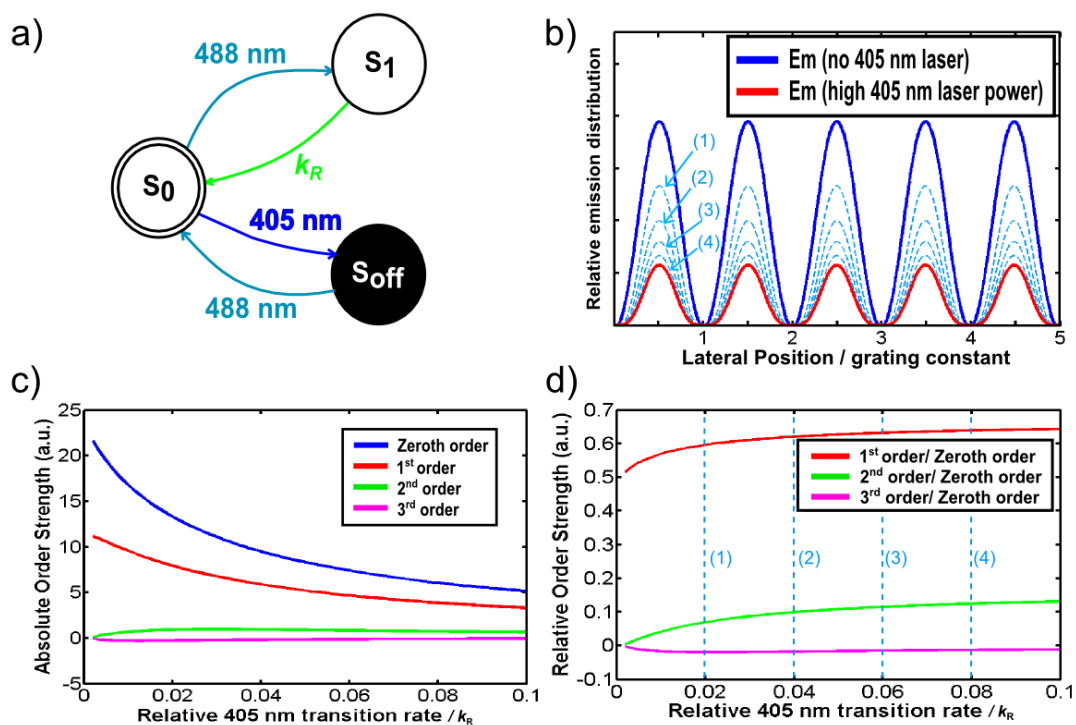 a)
488 nm
S1
kR
S0
405 nm
Soff
488 nm
b)
Relative emission distribution
Em (no 405 nm laser)
Em (high 405 nm laser power)
(1)
(2)
(3)
(4)
1 2 3 4 5
Lateral Position / grating constant
c)
Absolute Order Strength (a.u.)
25
20
15
10
5
0
-5
Zeroth order
1st order
2nd order
3rd order
0 0.02 0.04 0.06 0.08 0.1
Relative 405 nm transition rate / kR
d)
Relative Order Strength (a.u.)
0.7
0.6
0.5
0.4
0.3
0.2
0.1
0
-0.1
1st order/ Zeroth order
2nd order/ Zeroth order
3rd order/ Zeroth order
(1) (2) (3) (4)
0 0.02 0.04 0.06 0.08 0.1
Relative 405 nm transition rate / kR